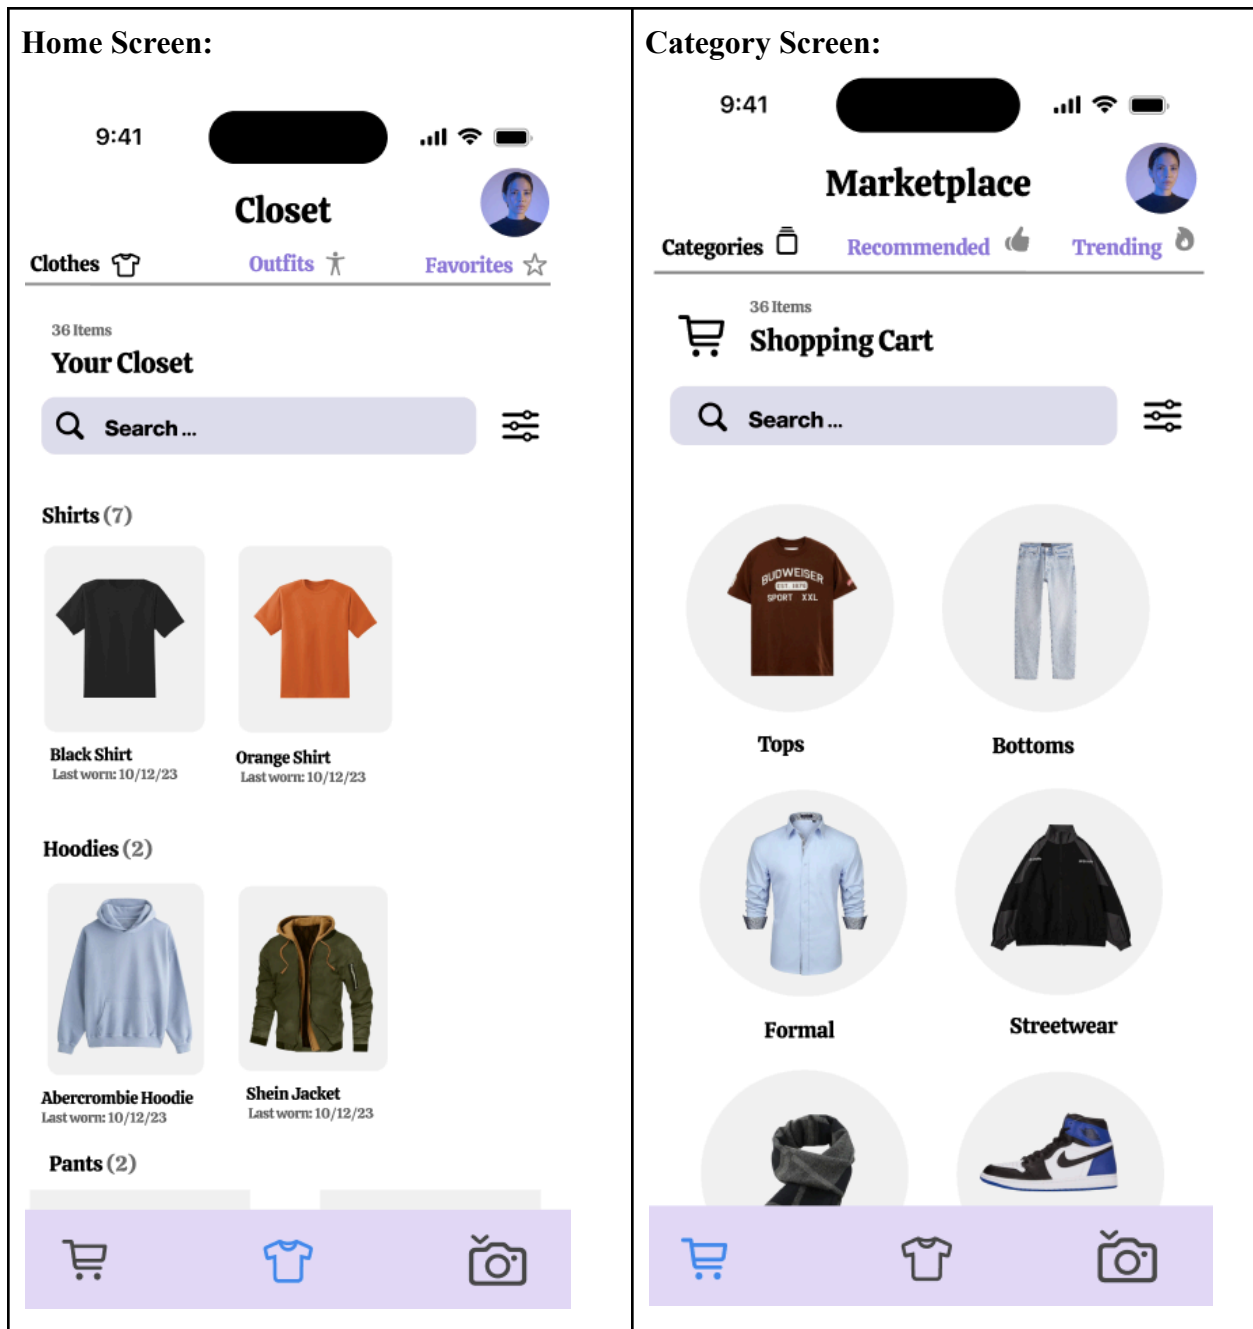 Home Screen:
9:41
Closet
Clothes
Outfits
Favorites
36 Items
Your Closet
Search ...
Shirts (7)
Black Shirt
Last worn: 10/12/23
Orange Shirt
Last worn: 10/12/23
Hoodies (2)
Abercrombie Hoodie
Last worn: 10/12/23
Shein Jacket
Last worn: 10/12/23
Pants (2)
Category Screen:
9:41
Marketplace
Categories
Recommended
Trending
36 Items
Shopping Cart
Search ...
BUDWEISER
EST. 1876
SPORT XXL
Tops
Bottoms
Formal
Streetwear